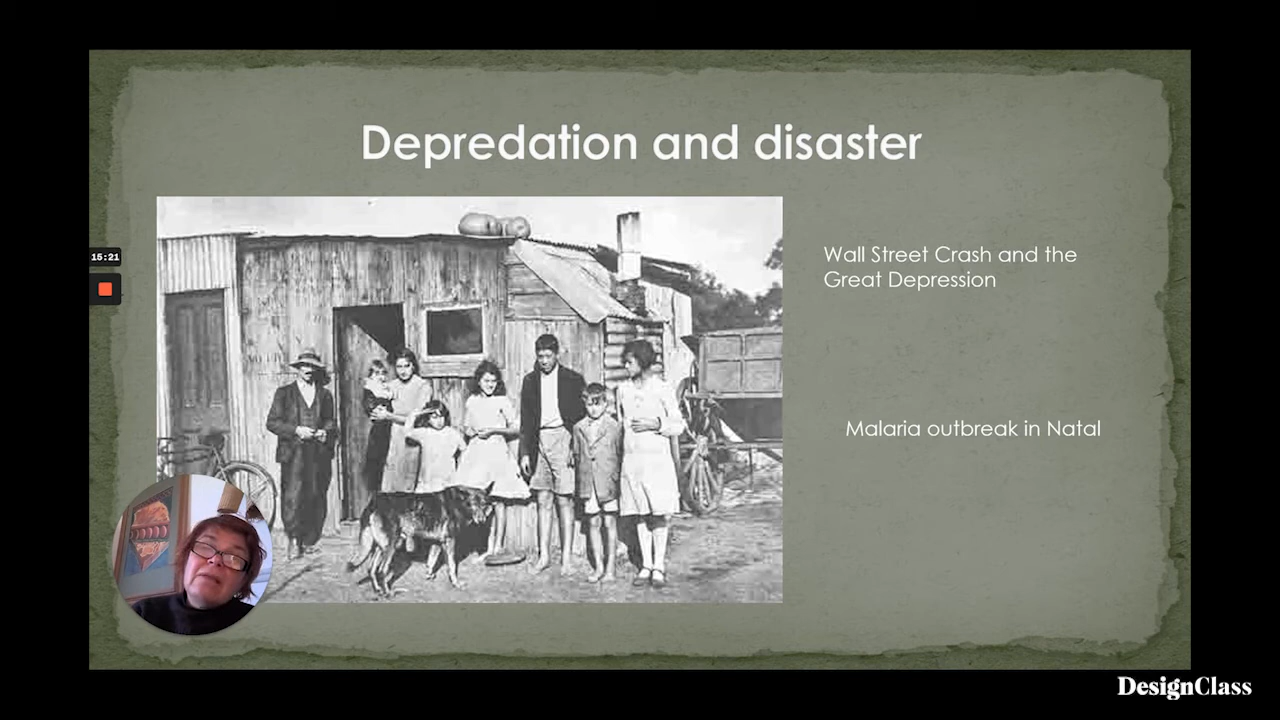 Depredation and disaster
15:21
Wall Street Crash and the
Great Depression
Malaria outbreak in Natal
DesignClass